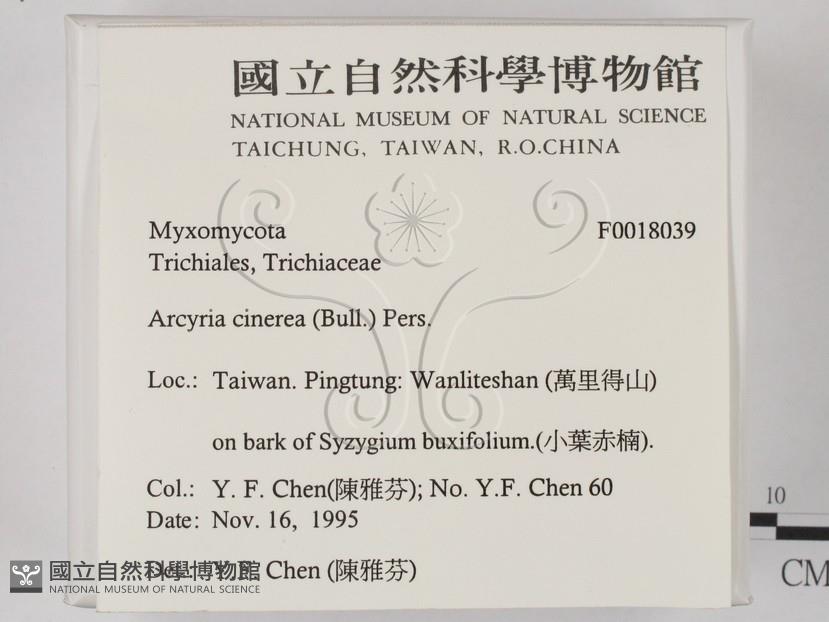 國立自然科學博物館
NATIONAL MUSEUM OF NATURAL SCIENCE
TAICHUNG, TAIWAN, R.O.CHINA
Myxomycota F0018039
Trichiales, Trichiaceae
Arcyria cinerea (Bull.) Pers.
Loc.: Taiwan. Pingtung: Wanliteshan (萬里得山)
on bark of Syzygium buxifolium.(小葉赤楠).
Col.: Y. F. Chen(陳雅芬); No. Y.F. Chen 60
Date: Nov. 16, 1995
Chen (陳雅芬)
國立自然科學博物館
NATIONAL MUSEUM OF NATURAL SCIENCE
10
CM